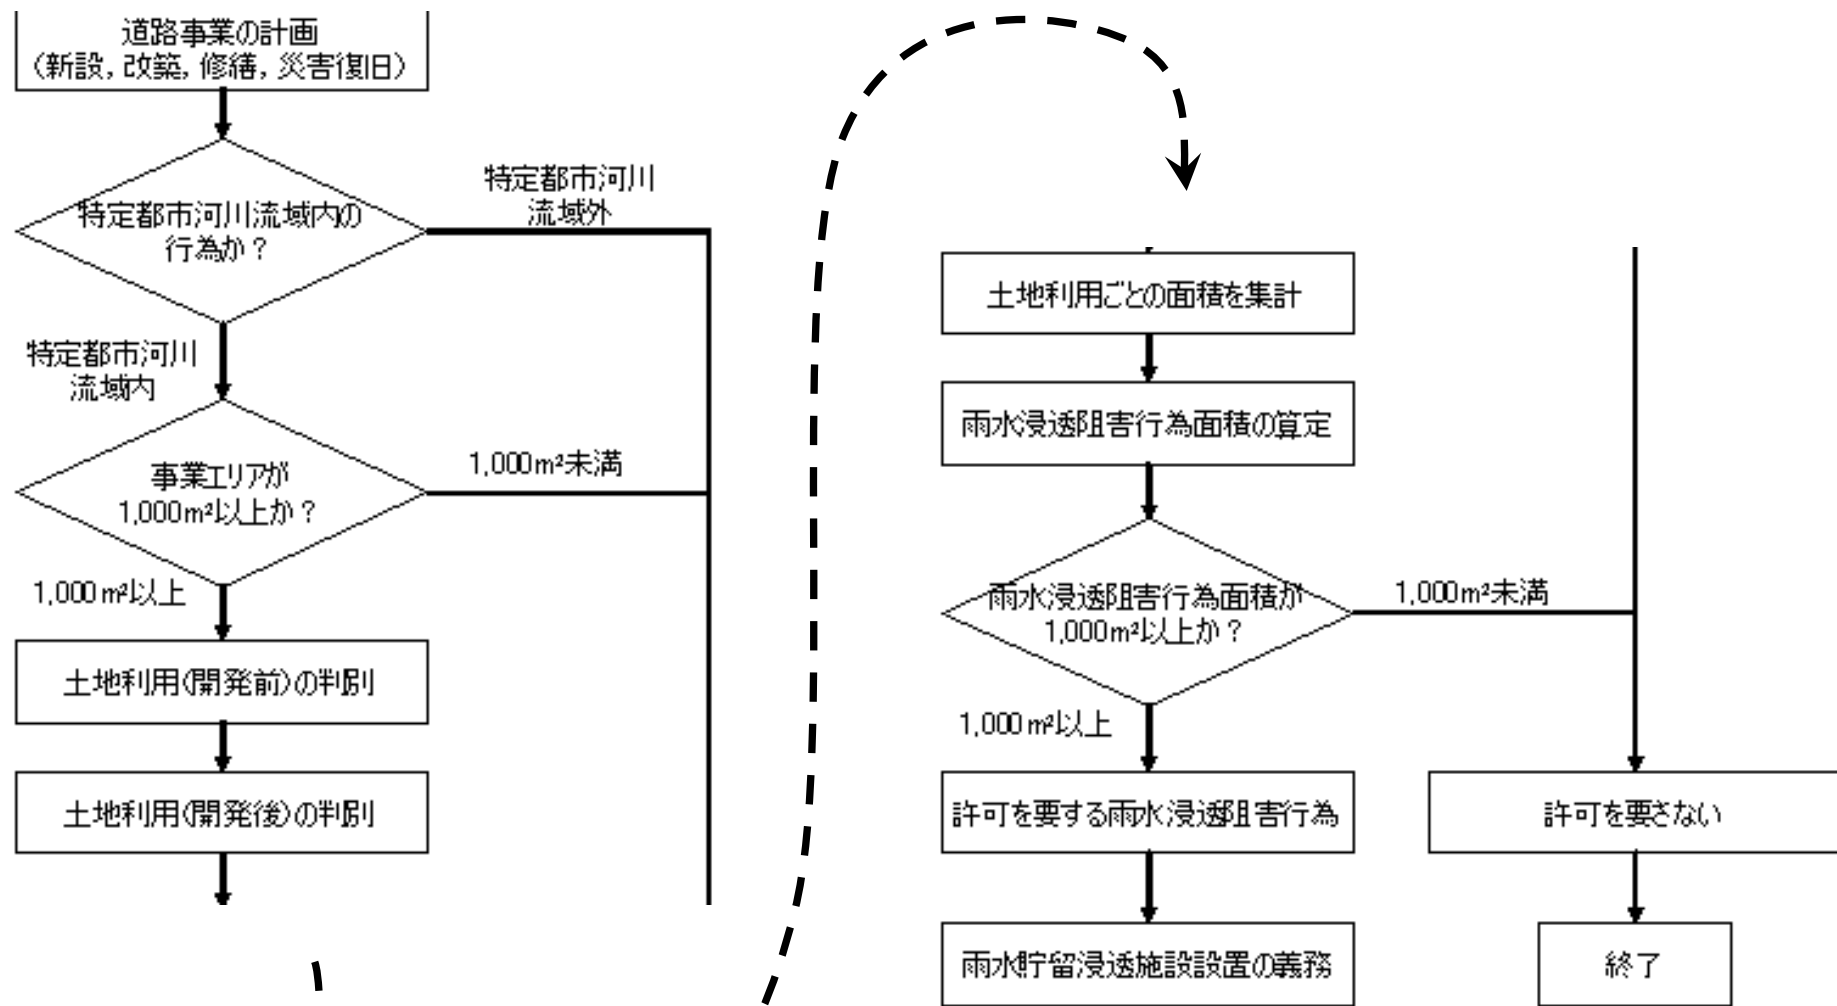 道路事業の計画
（新設，改築，修繕，災害復旧）
特定都市河川流域内の
行為か？
特定都市河川
流域外
特定都市河川
流域内
事業エリアが
1,000m²以上か？
1,000m²未満
1,000m²以上
土地利用（開発前）の判別
土地利用（開発後）の判別
土地利用ごとの面積を集計
雨水浸透阻害行為面積の算定
雨水浸透阻害行為面積が
1,000m²以上か？
1,000m²未満
1,000m²以上
許可を要する雨水浸透阻害行為
許可を要さない
雨水貯留浸透施設設置の義務
終了